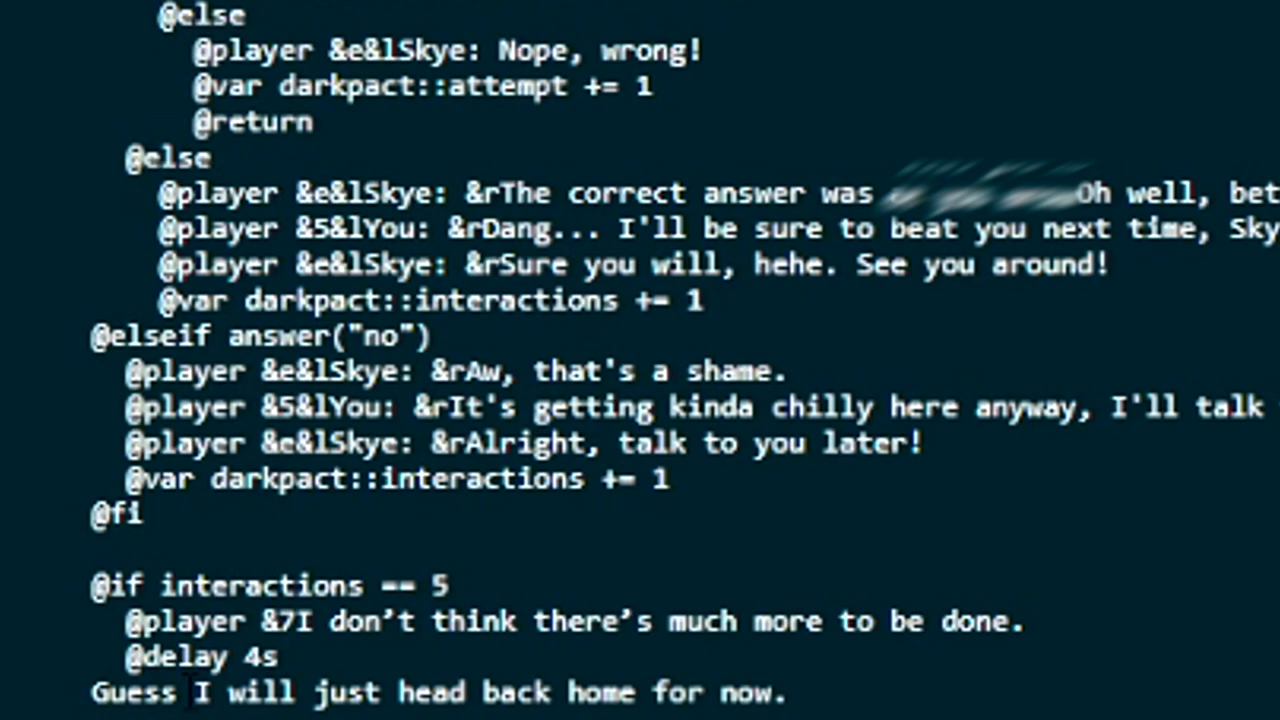 @else
@player &e&lSkye: Nope, wrong!
@var darkpact::attempt += 1
@return
@else
@player &e&lSkye: &rThe correct answer was Oh well, bet
@player &5&lYou: &rDang... I'll be sure to beat you next time, Sky
@player &e&lSkye: &rSure you will, hehe. See you around!
@var darkpact::interactions += 1
@elseif answer("no")
@player &e&lSkye: &rAw, that's a shame.
@player &5&lYou: &rIt's getting kinda chilly here anyway, I'll talk
@player &e&lSkye: &rAlright, talk to you later!
@var darkpact::interactions += 1
@fi
@if interactions == 5
@player &7I don’t think there’s much more to be done.
@delay 4s
Guess I will just head back home for now.